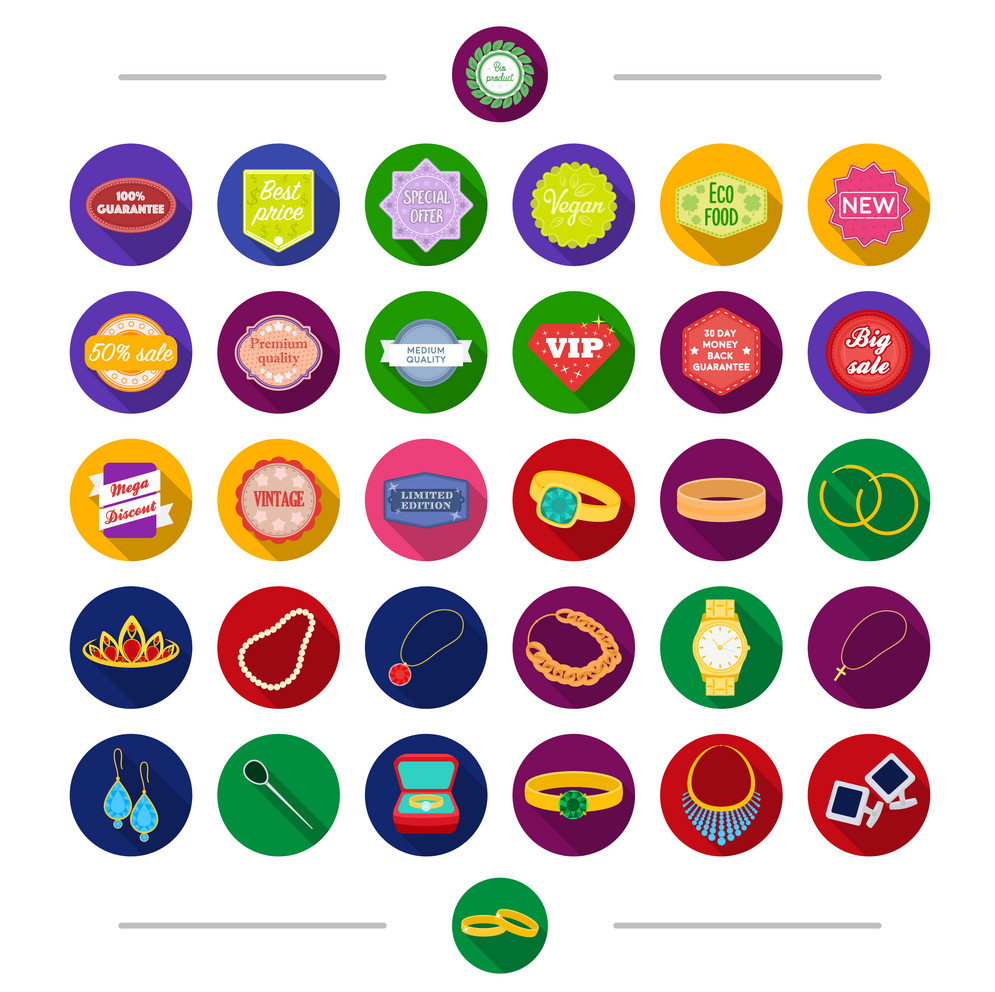 Bio
product
100%
GUARANTEE
Best
price
SPECIAL
OFFER
Vegan
ECO
FOOD
NEW
50% sale
Premium
quality
MEDIUM
QUALITY
VIP
30 DAY
MONEY
BACK
GUARANTEE
Big
sale
Mega
Discout
VINTAGE
LIMITED
EDITION